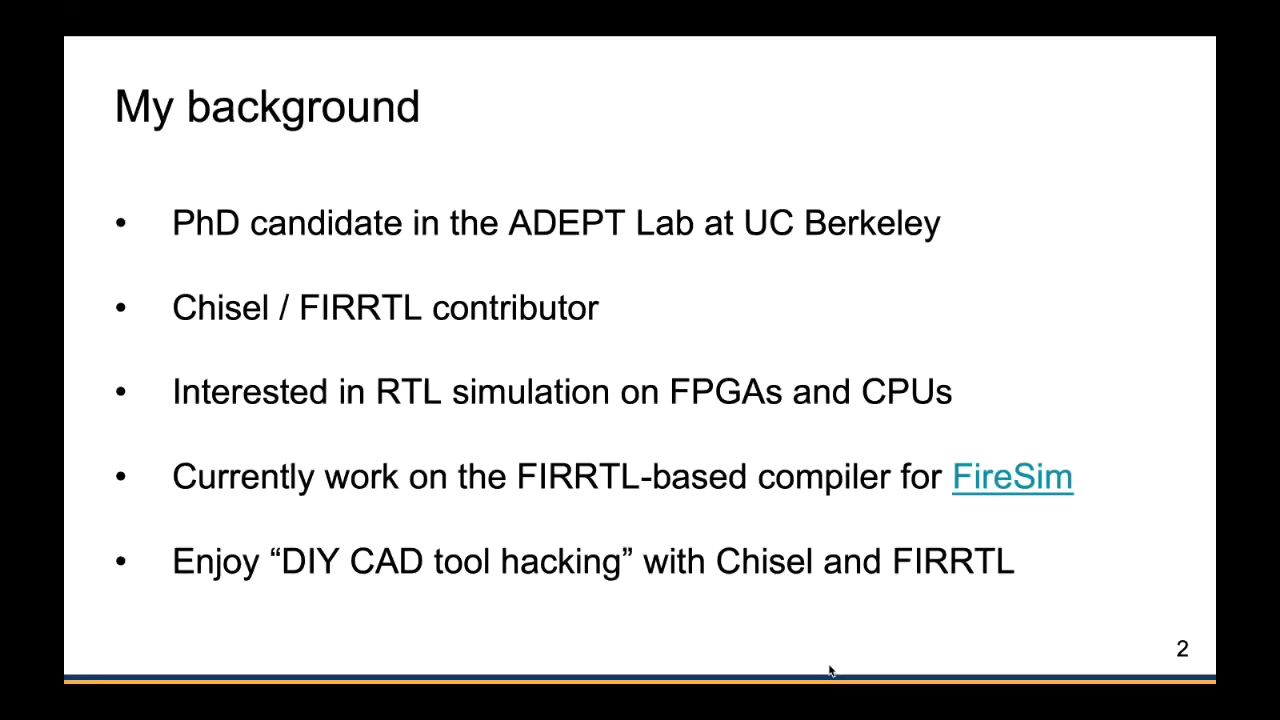 My background
• PhD candidate in the ADEPT Lab at UC Berkeley
• Chisel / FIRRTL contributor
• Interested in RTL simulation on FPGAs and CPUs
• Currently work on the FIRRTL-based compiler for FireSim
• Enjoy “DIY CAD tool hacking” with Chisel and FIRRTL
2